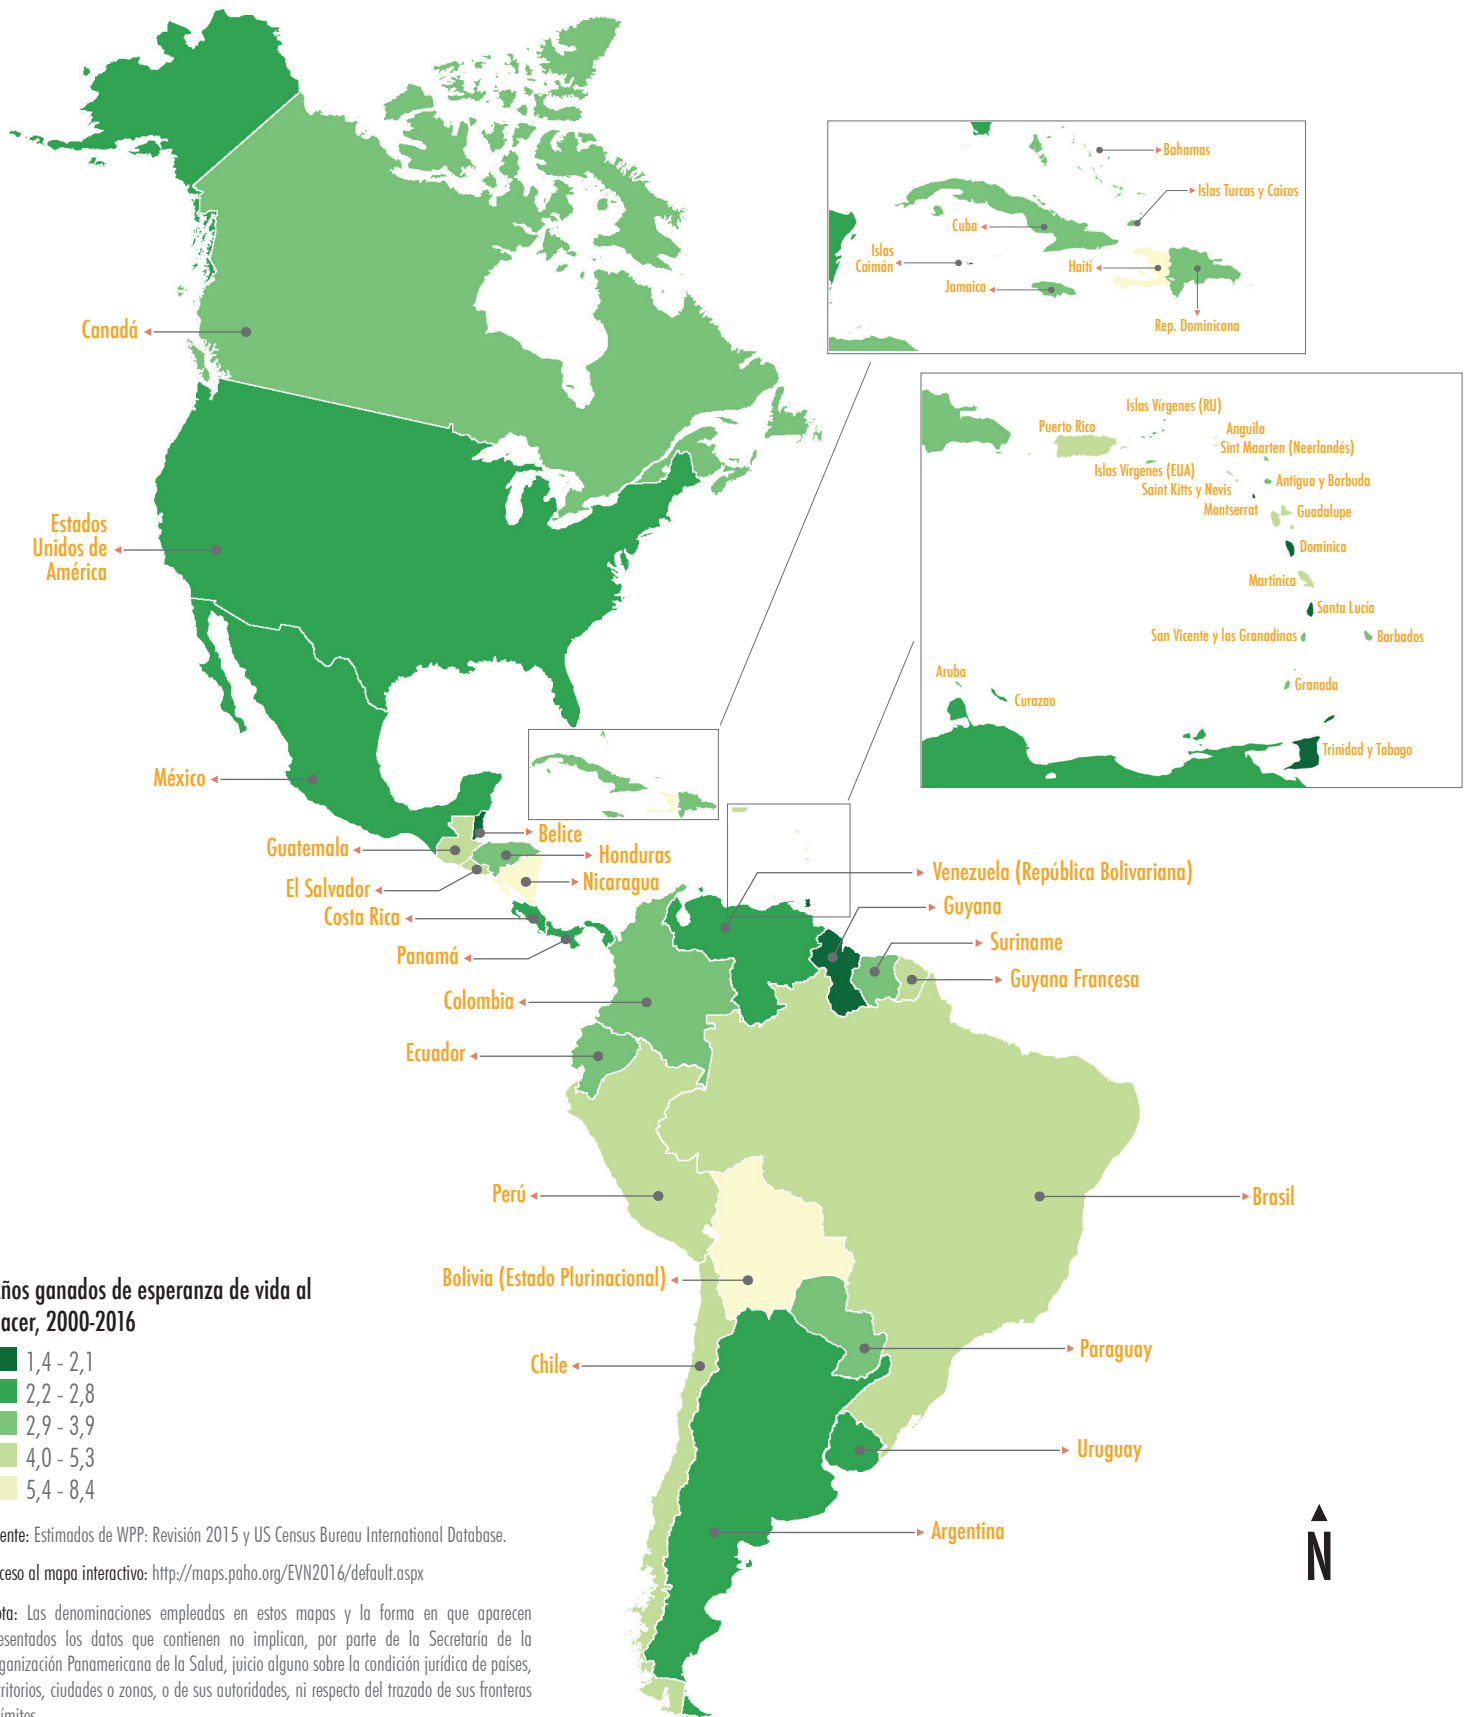 Bahamas
Islas Turcas y Caicos
Cuba
Islas
Caimán
Haití
Jamaica
Rep. Dominicana
Canadá
Islas Vírgenes (RU)
Puerto Rico
Anguila
Sint Maarten (Neerlandés)
Islas Vírgenes (EUA)
Saint Kitts y Nevis
Antigua y Barbuda
Montserrat
Guadalupe
Dominica
Martinica
Santa Lucía
San Vicente y las Granadinas
Barbados
Aruba
Granada
Curazao
Trinidad y Tabago
Estados
Unidos de
América
México
Belice
Guatemala
Honduras
El Salvador
Nicaragua
Costa Rica
Panamá
Venezuela (República Bolivariana)
Guyana
Suriname
Guyana Francesa
Colombia
Ecuador
Perú
Brasil
Bolivia (Estado Plurinacional)
Paraguay
Chile
Uruguay
Argentina
N
ños ganados de esperanza de vida al
acer, 2000-2016
1,4 - 2,1
2,2 - 2,8
2,9 - 3,9
4,0 - 5,3
5,4 - 8,4
ente: Estimados de WPP: Revisión 2015 y US Census Bureau International Database.
ceso al mapa interactivo: http://maps.paho.org/EVN2016/default.aspx
ota: Las denominaciones empleadas en estos mapas y la forma en que aparecen
esentados los datos que contienen no implican, por parte de la Secretaría de la
ganización Panamericana de la Salud, juicio alguno sobre la condición jurídica de países,
rritorios, ciudades o zonas, o de sus autoridades, ni respecto del trazado de sus fronteras
ímites.